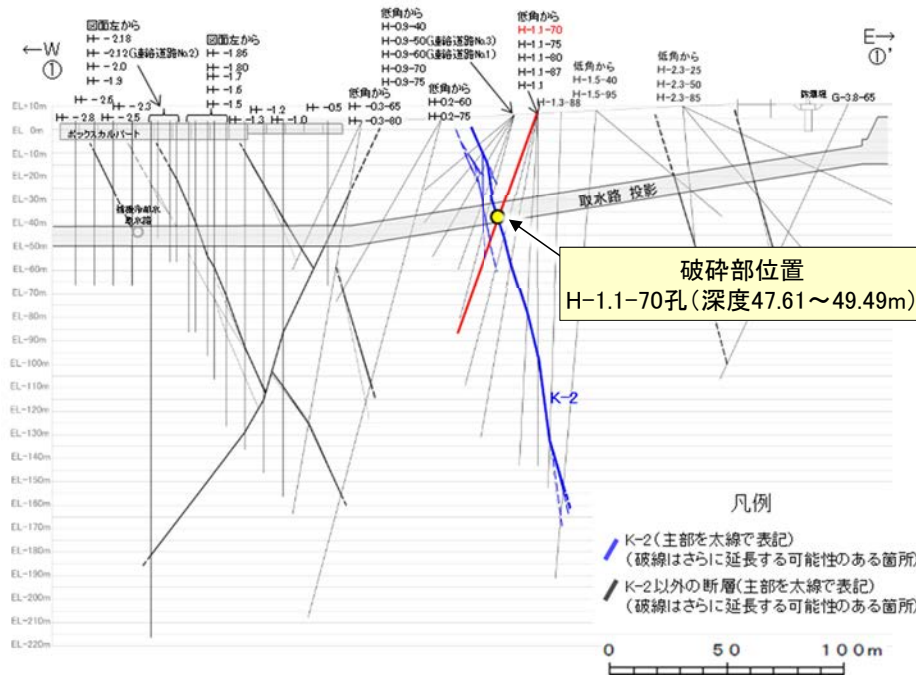 ←W
①
E→
①'
図面左から
H- -2.18
H- -2.12(連絡道路No.2)
H- -2.0
H- -1.9
図面左から
H- -1.86
H- -1.80
H- -1.7
H- -1.6
H- -1.5
低角から
H-0.9-40
H-0.9-50(連絡道路No.3)
H-0.9-60(連絡道路No.1)
H-0.9-70
H-0.9-75
低角から
H-1.1-70
H-1.1-75
H-1.1-80
H-1.1-87
H-1.1
低角から
H-1.5-40
H-1.5-95
低角から
H-2.3-25
H-2.3-50
H-2.3-85
防潮堤
G-3.8-65
低角から
H-0.2-60
H-0.2-75
H- -2.6
H- -2.3
H- -2.8
H- -2.5
H- -1.3
H- -1.2
H- -1.0
H- -0.5
H- -0.3-65
H- -0.3-80
H-1.3-88
ボックスカルバート
補機冷却水
取水路
取水路 投影
EL+10m
EL 0m
EL-10m
EL-20m
EL-30m
EL-40m
EL-50m
EL-60m
EL-70m
EL-80m
EL-90m
EL-100m
EL-110m
EL-120m
EL-130m
EL-140m
EL-150m
EL-160m
EL-170m
EL-180m
EL-190m
EL-200m
EL-210m
EL-220m
破砕部位置
H-1.1-70孔(深度47.61～49.49m)
K-2
凡例
K-2(主部を太線で表記)
(破線はさらに延長する可能性のある箇所)
K-2以外の断層(主部を太線で表記)
(破線はさらに延長する可能性のある箇所)
0 50 100m